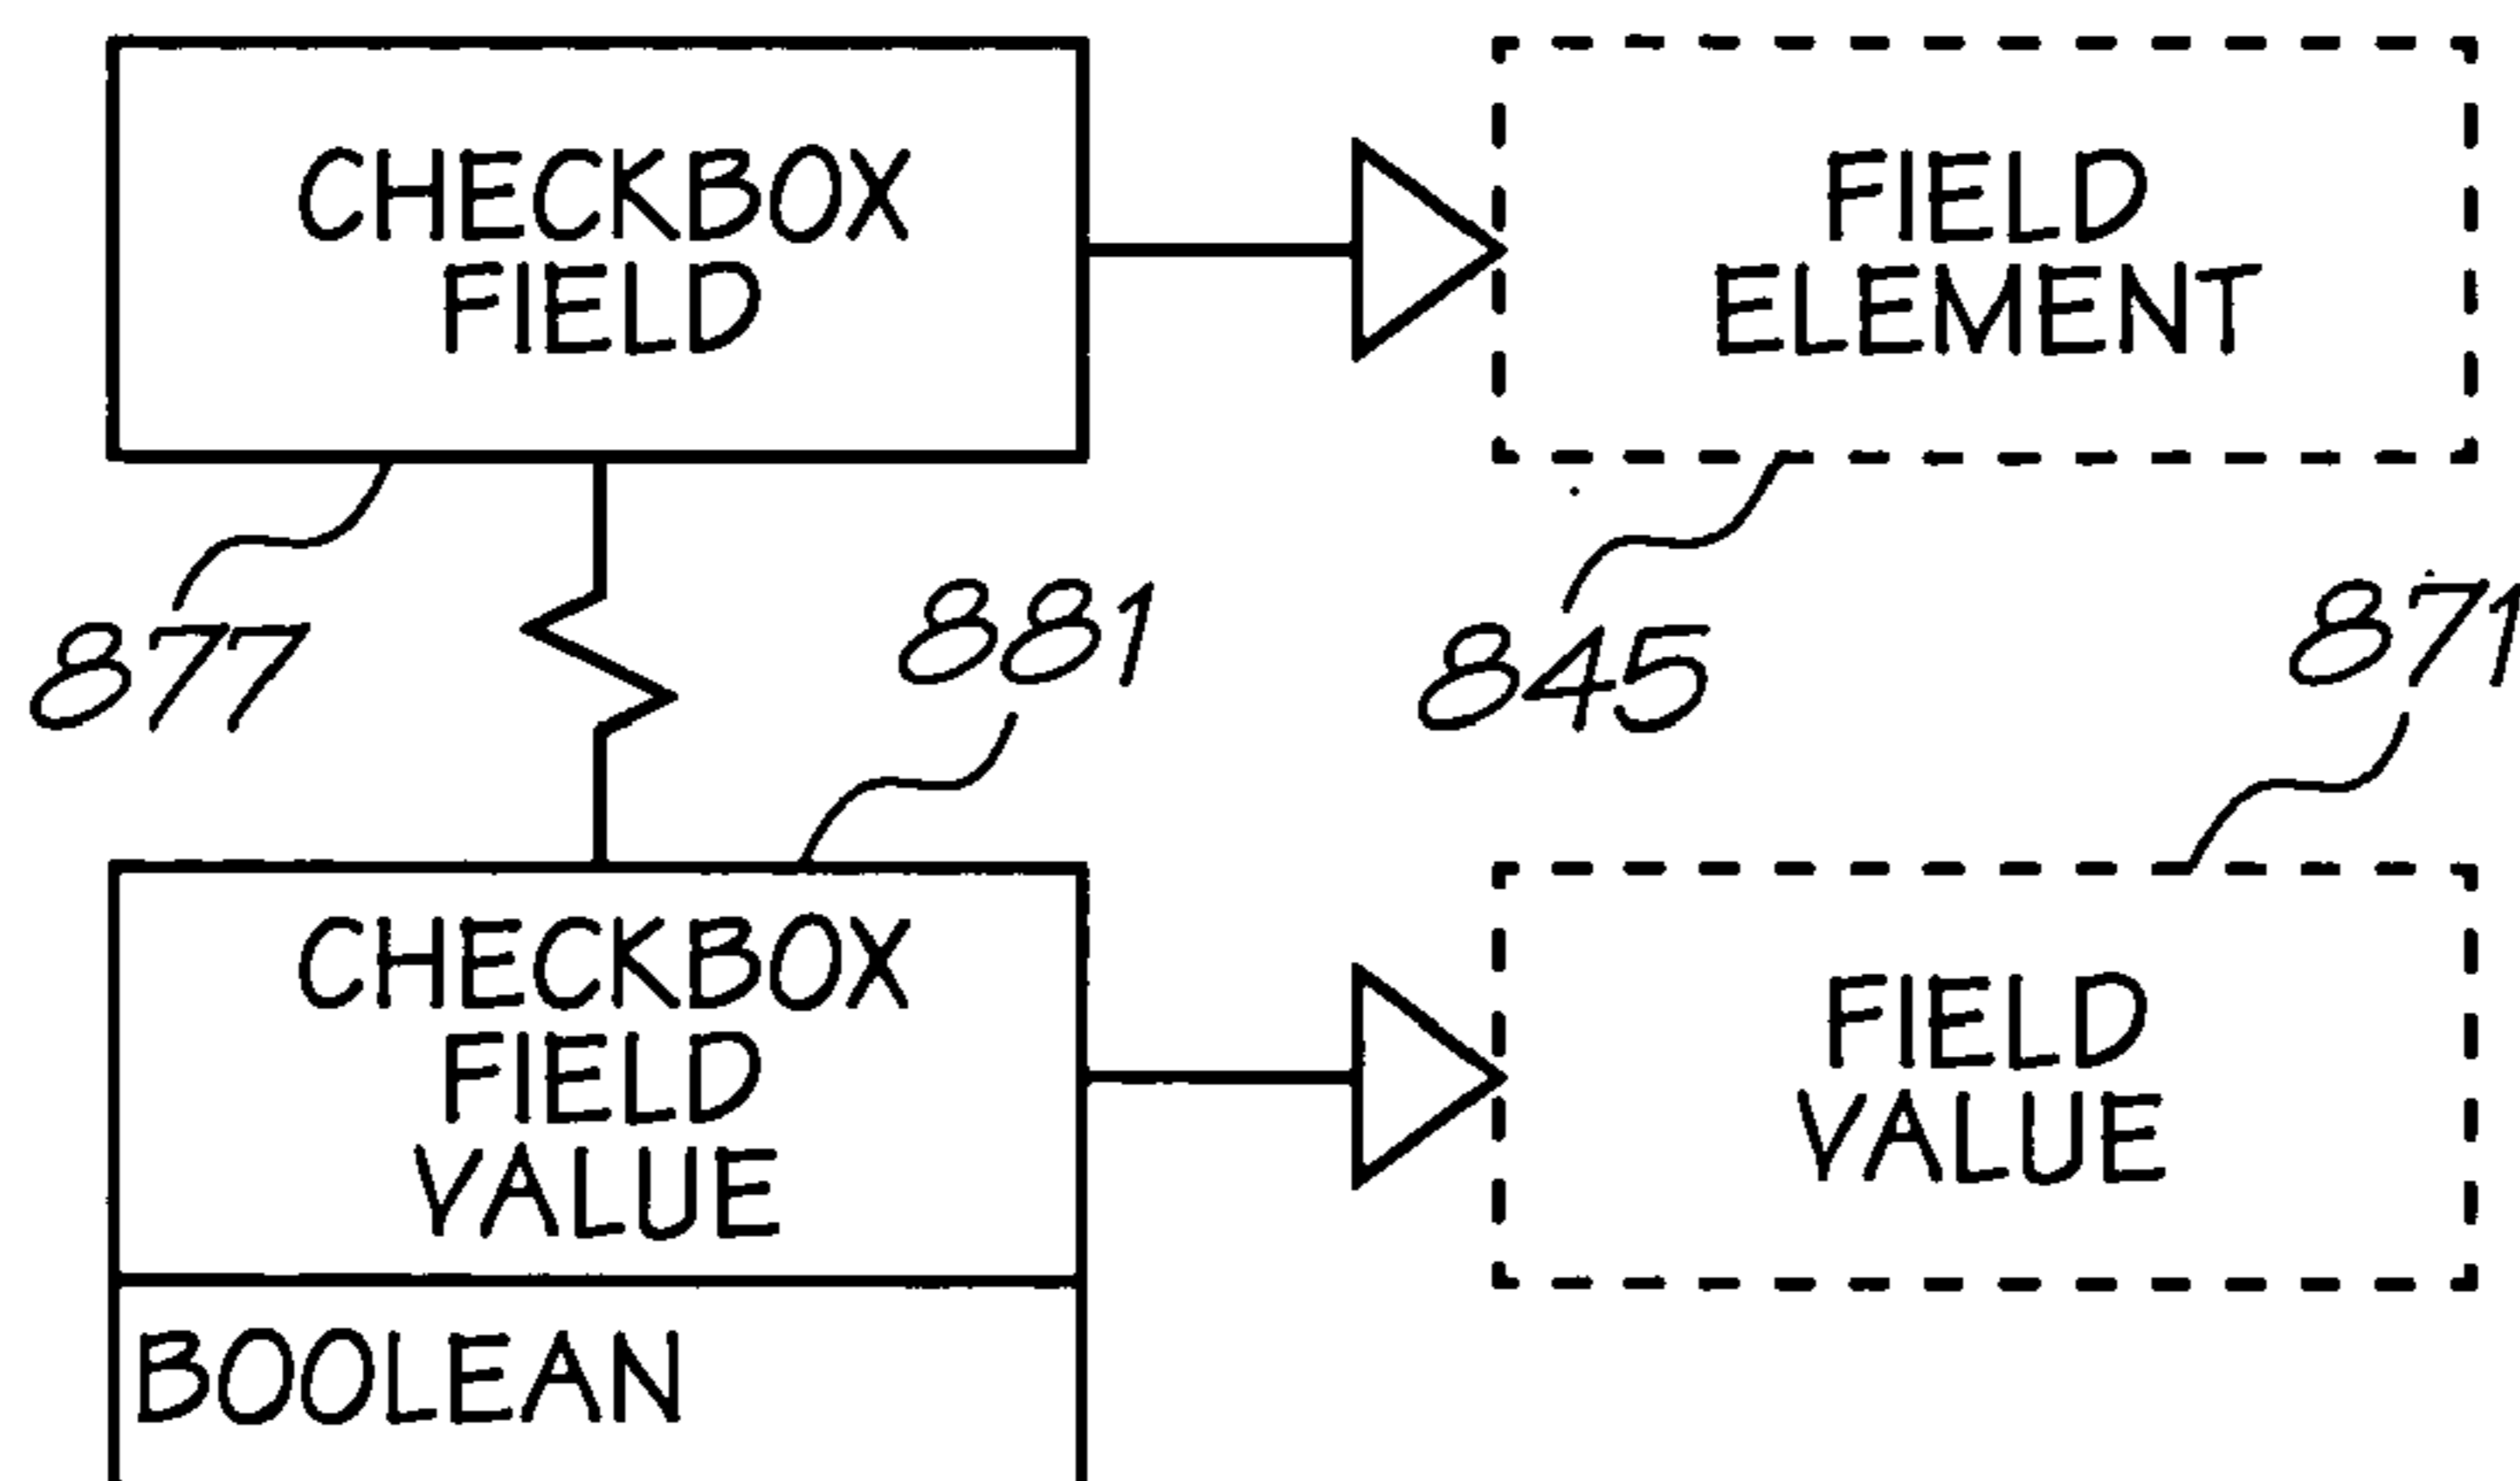 CHECKBOX
FIELD
FIELD
ELEMENT
877
881
845
871
CHECKBOX
FIELD
VALUE
FIELD
VALUE
BOOLEAN